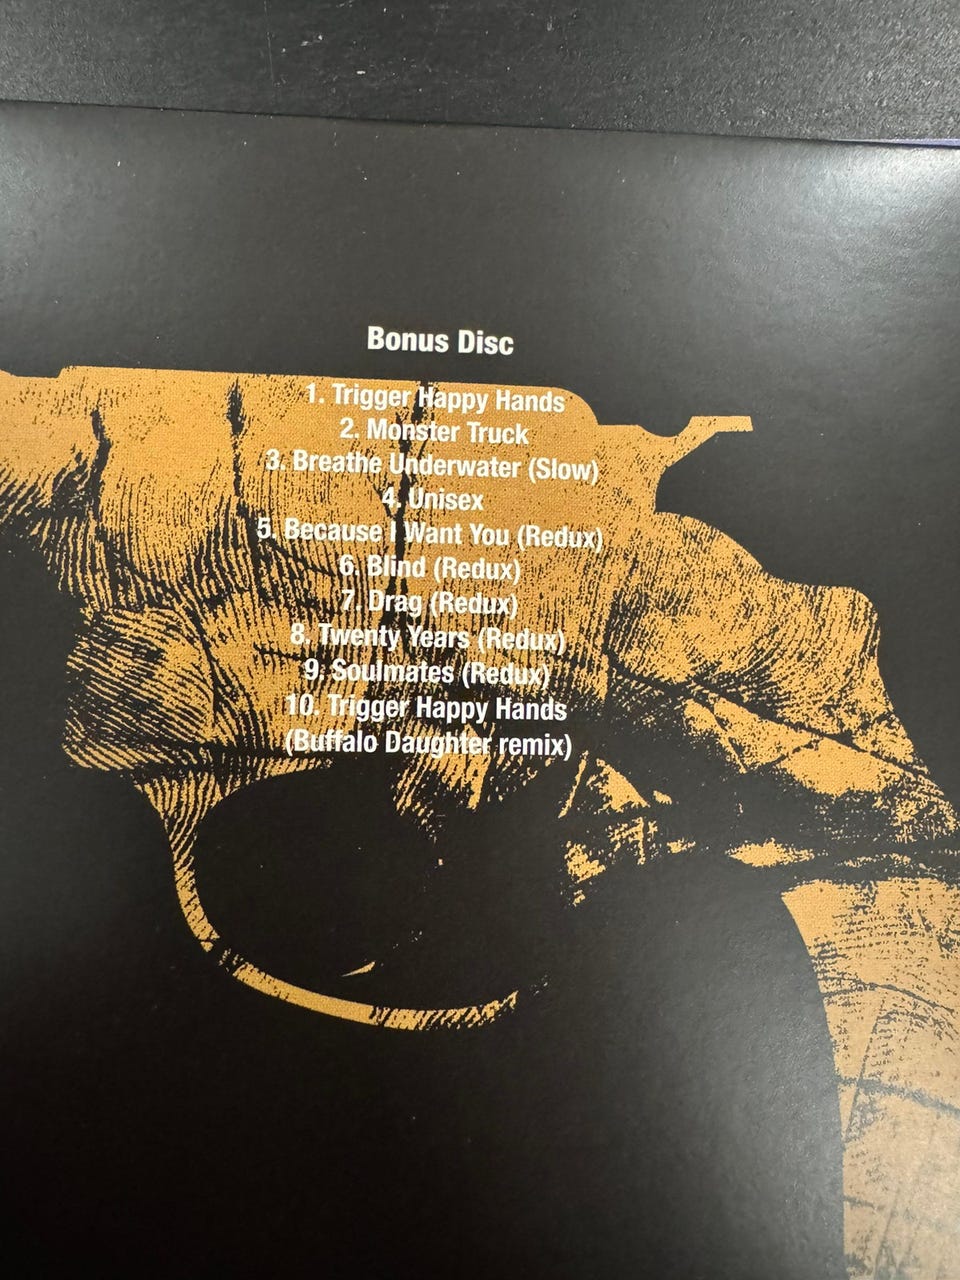 Bonus Disc
1. Trigger Happy Hands
2. Monster Truck
3. Breathe Underwater (Slow)
4. Unisex
5. Because I Want You (Redux)
6. Blind (Redux)
7. Drag (Redux)
8. Twenty Years (Redux)
9. Soulmates (Redux)
10. Trigger Happy Hands
(Buffalo Daughter remix)